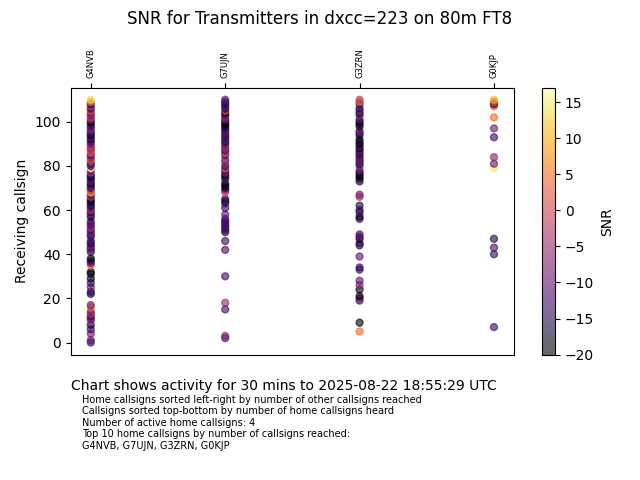 SNR for Transmitters in dxcc=223 on 80m FT8
G4NVB G7UJN G3ZRN G0KJP
100
80
60
40
20
0
Receiving callsign
15
10
5
0
−5
−10
−15
−20
SNR
Chart shows activity for 30 mins to 2025-08-22 18:55:29 UTC
Home callsigns sorted left-right by number of other callsigns reached
Callsigns sorted top-bottom by number of home callsigns heard
Number of active home callsigns: 4
Top 10 home callsigns by number of callsigns reached:
G4NVB, G7UJN, G3ZRN, G0KJP